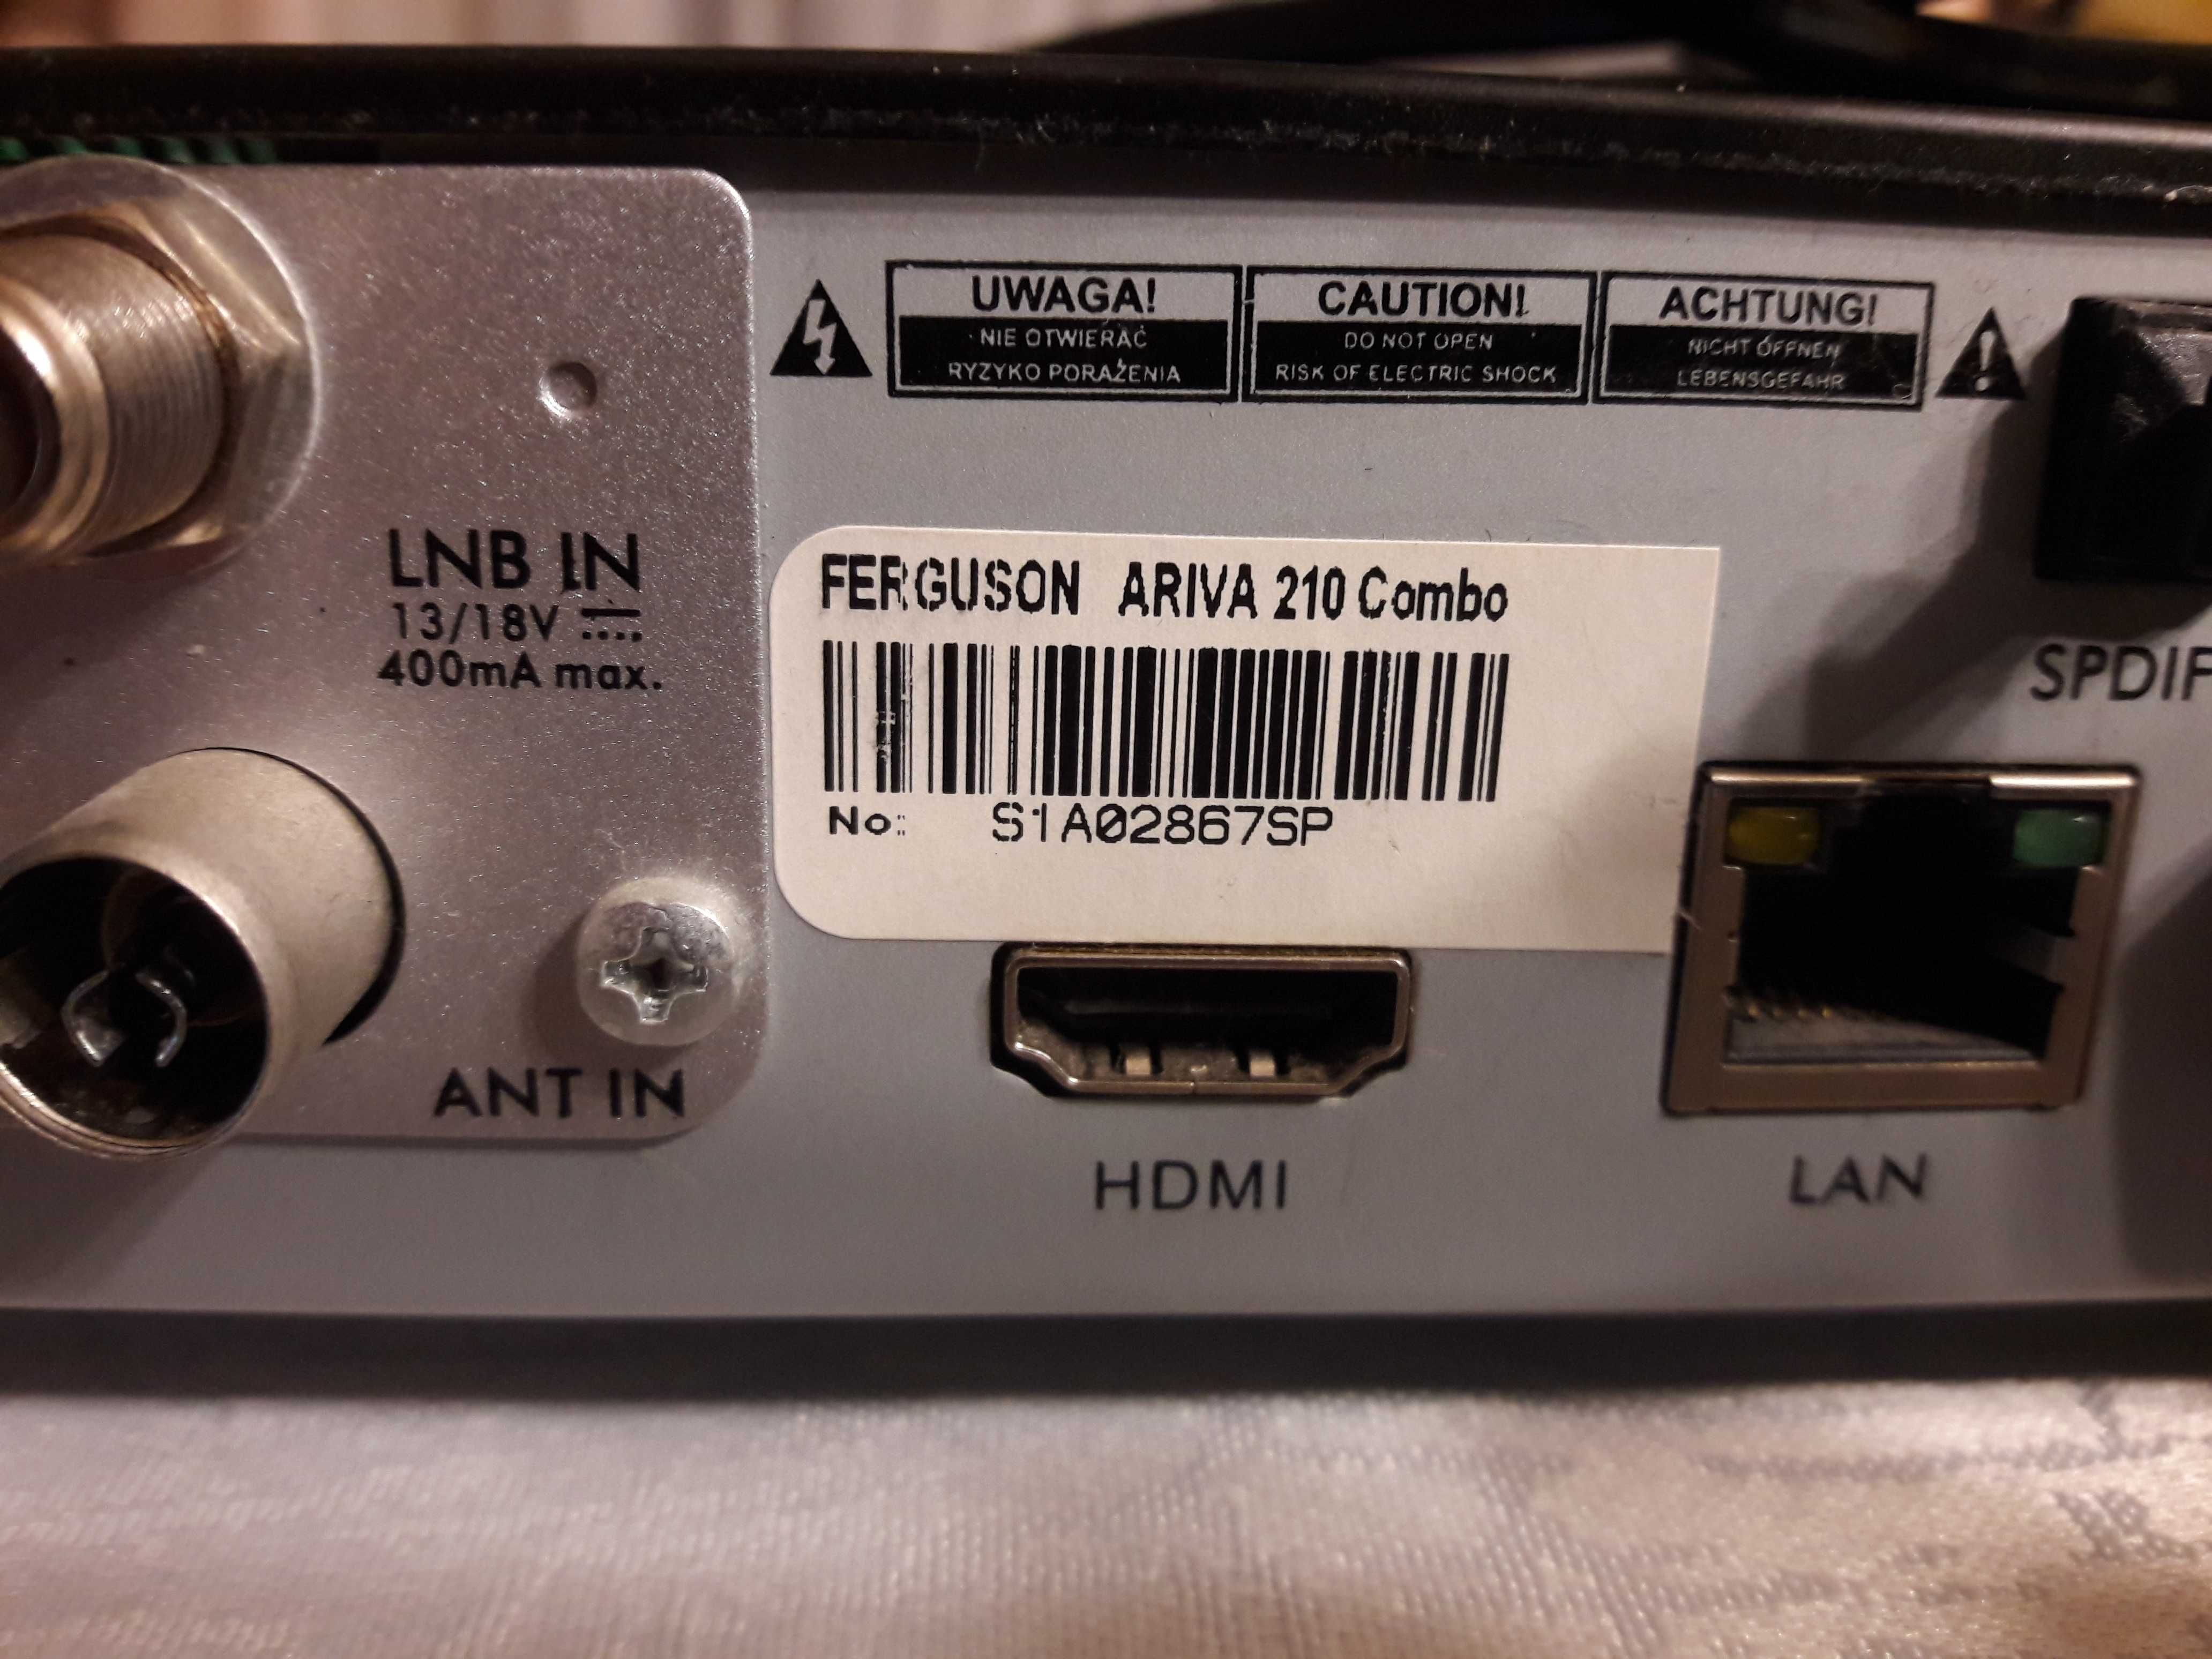 UWAGA!
NIE OTWIERAĆ
RYZYKO PORAŻENIA
CAUTION!
DO NOT OPEN
RISK OF ELECTRIC SHOCK
ACHTUNG!
NICHT ÖFFNEN
LEBENSGEFAHR
LNB IN
13/18V
400mA max.
FERGUSON ARIVA 210 Combo
No: S1A02867SP
SPDIF
ANT IN
HDMI
LAN